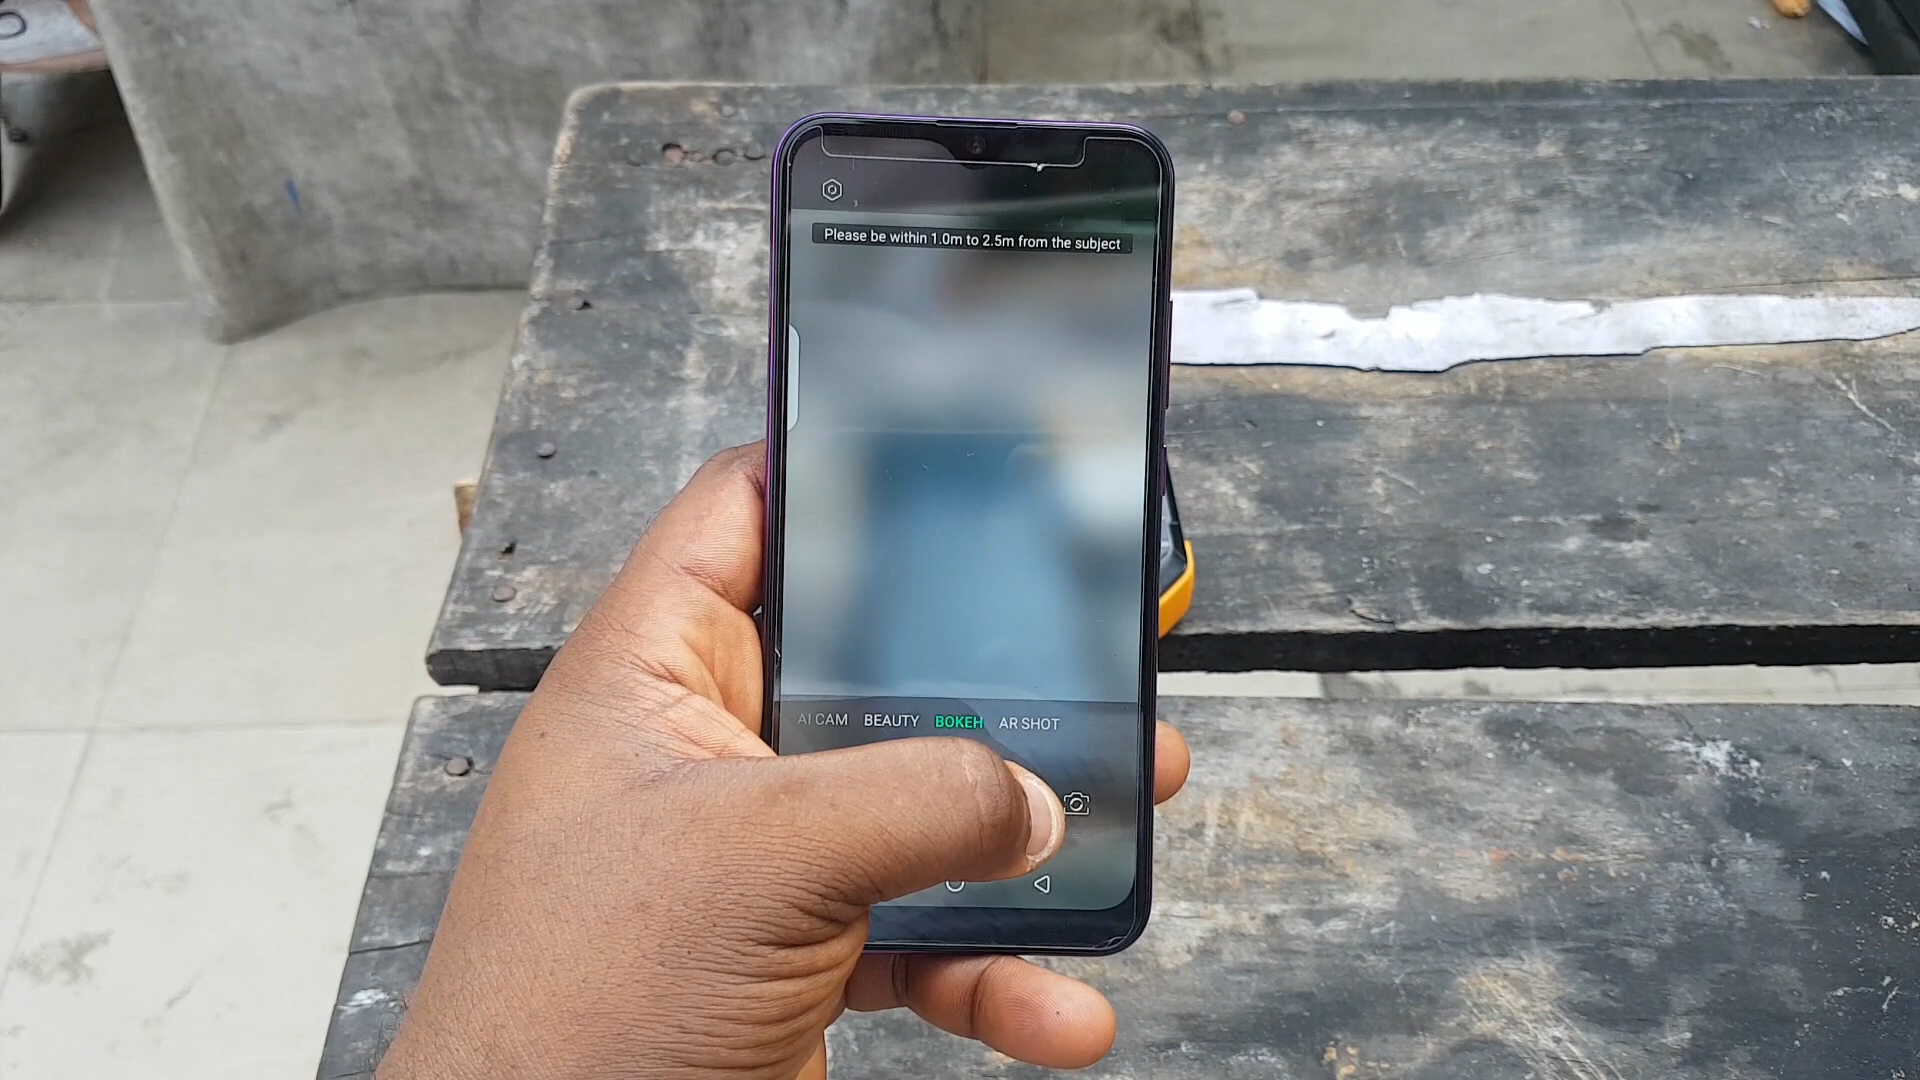 Please be within 1.0m to 2.5m from the subject
AI CAM BEAUTY BOKEH AR SHOT